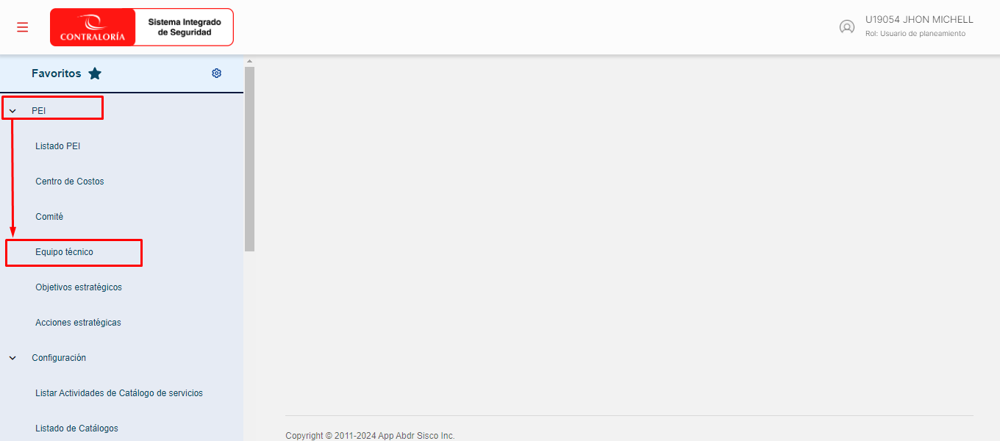 CONTRALORÍA
Sistema Integrado
de Seguridad
U19054 JHON MICHELL
Rol: Usuario de planeamiento
Favoritos
PEI
Listado PEI
Centro de Costos
Comité
Equipo técnico
Objetivos estratégicos
Acciones estratégicas
Configuración
Listar Actividades de Catálogo de servicios
Listado de Catálogos
Copyright © 2011-2024 App Abdr Sisco Inc.